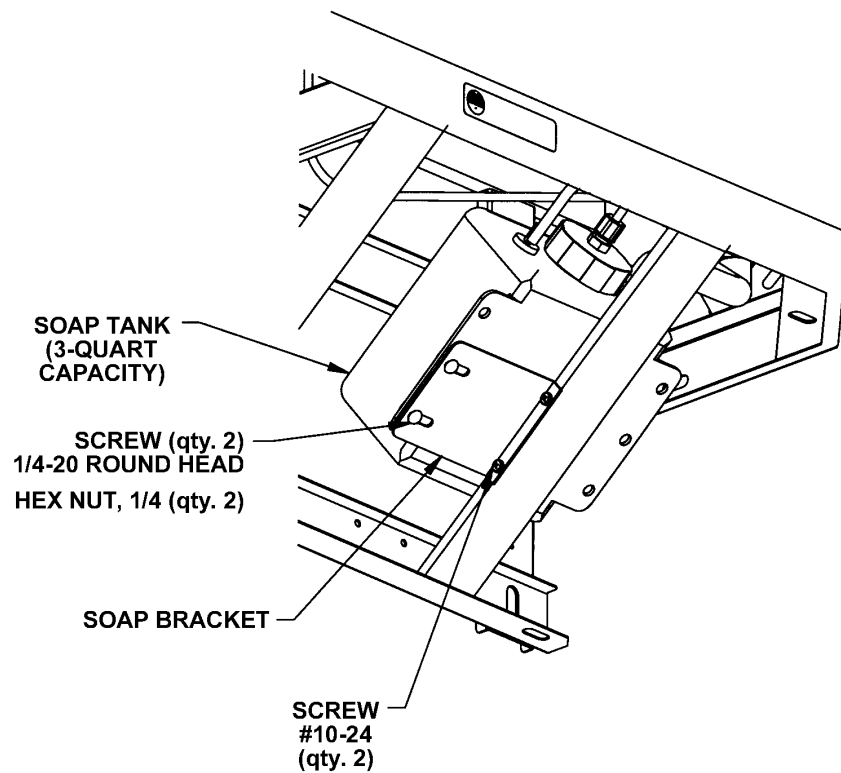 SOAP TANK
(3-QUART
CAPACITY)
SCREW (qty. 2)
1/4-20 ROUND HEAD
HEX NUT, 1/4 (qty. 2)
SOAP BRACKET
SCREW
#10-24
(qty. 2)